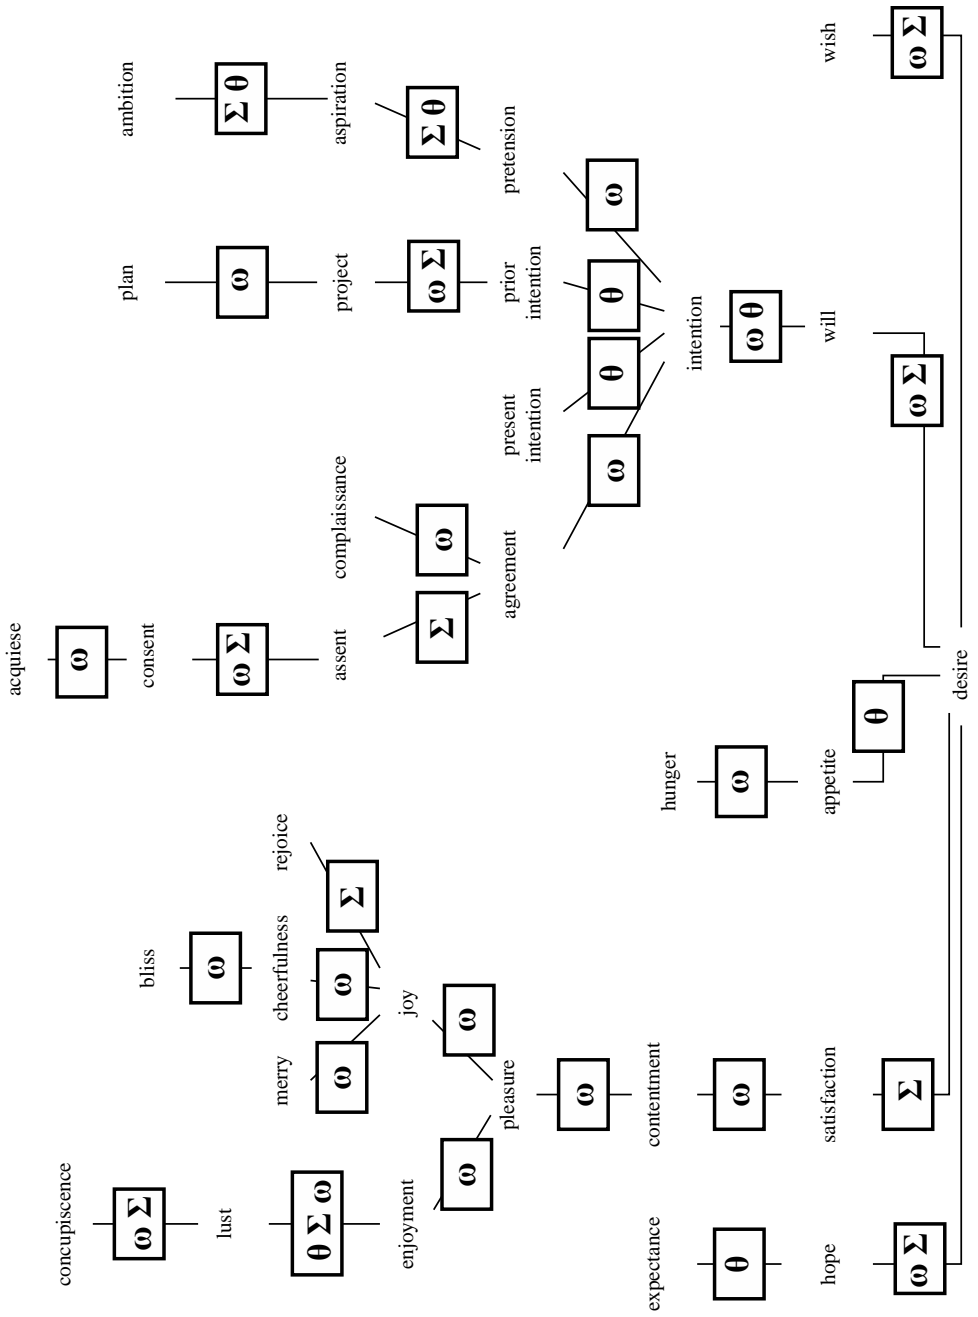 acquiese
concupiscence
ω
ω Σ
bliss
consent
plan
ambition
lust
ω
ω Σ
ω
Σ θ
merry
cheerfulness
rejoice
θ Σ ω
ω
ω
Σ
assent
complaissance
project
aspiration
enjoyment
joy
Σ
ω
ω Σ
Σ θ
ω
ω
pleasure
agreement
present
intention
prior
intention
pretension
ω
ω
θ
θ
ω
expectance
contentment
hunger
intention
θ
ω
ω
ω θ
hope
satisfaction
appetite
will
wish
θ
ω Σ
Σ
ω Σ
ω Σ
desire